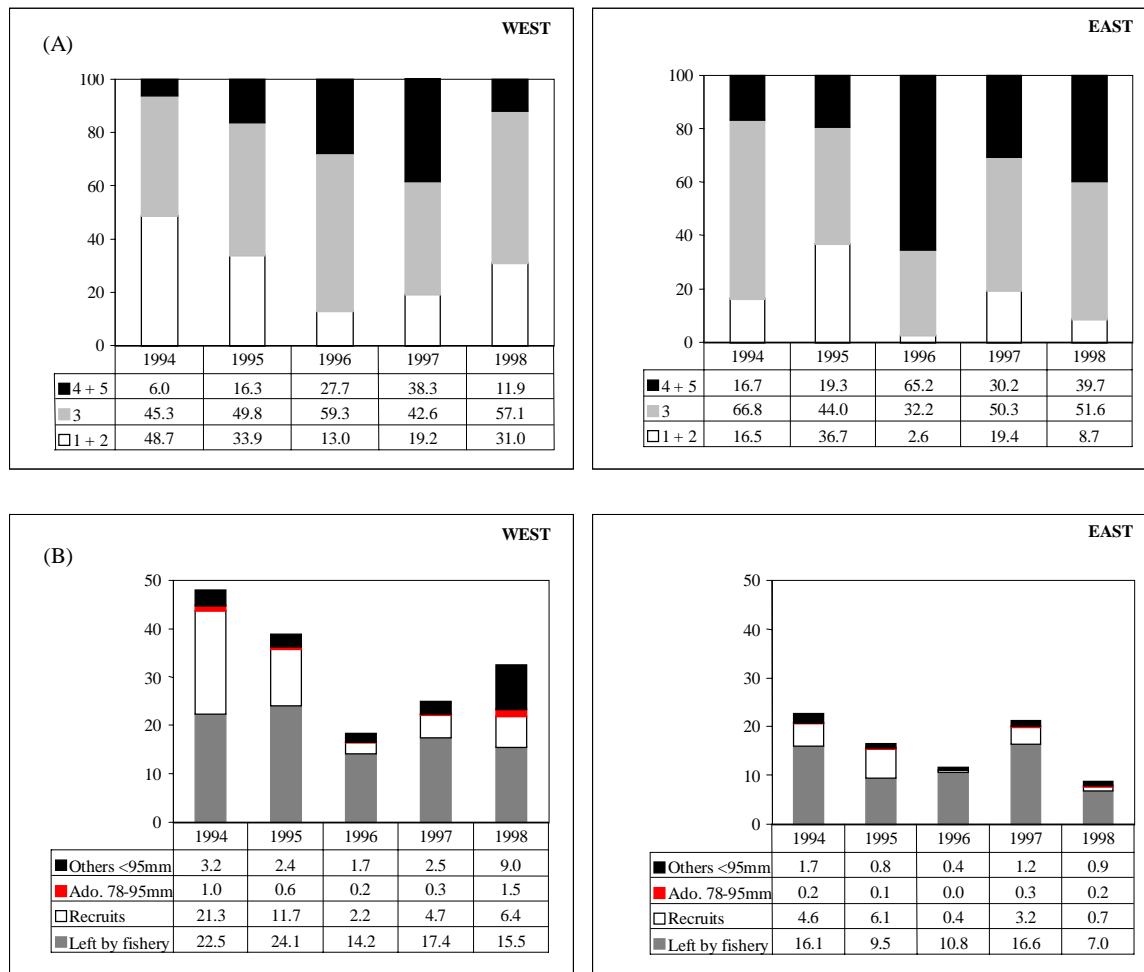 (A)
WEST
100
80
60
40
20
0
1994 1995 1996 1997 1998
4 + 5 6.0 16.3 27.7 38.3 11.9
3 45.3 49.8 59.3 42.6 57.1
1 + 2 48.7 33.9 13.0 19.2 31.0
EAST
100
80
60
40
20
0
1994 1995 1996 1997 1998
4 + 5 16.7 19.3 65.2 30.2 39.7
3 66.8 44.0 32.2 50.3 51.6
1 + 2 16.5 36.7 2.6 19.4 8.7
(B)
WEST
50
40
30
20
10
0
1994 1995 1996 1997 1998
Others <95mm 3.2 2.4 1.7 2.5 9.0
Ado. 78-95mm 1.0 0.6 0.2 0.3 1.5
Recruits 21.3 11.7 2.2 4.7 6.4
Left by fishery 22.5 24.1 14.2 17.4 15.5
EAST
50
40
30
20
10
0
1994 1995 1996 1997 1998
Others <95mm 1.7 0.8 0.4 1.2 0.9
Ado. 78-95mm 0.2 0.1 0.0 0.3 0.2
Recruits 4.6 6.1 0.4 3.2 0.7
Left by fishery 16.1 9.5 10.8 16.6 7.0